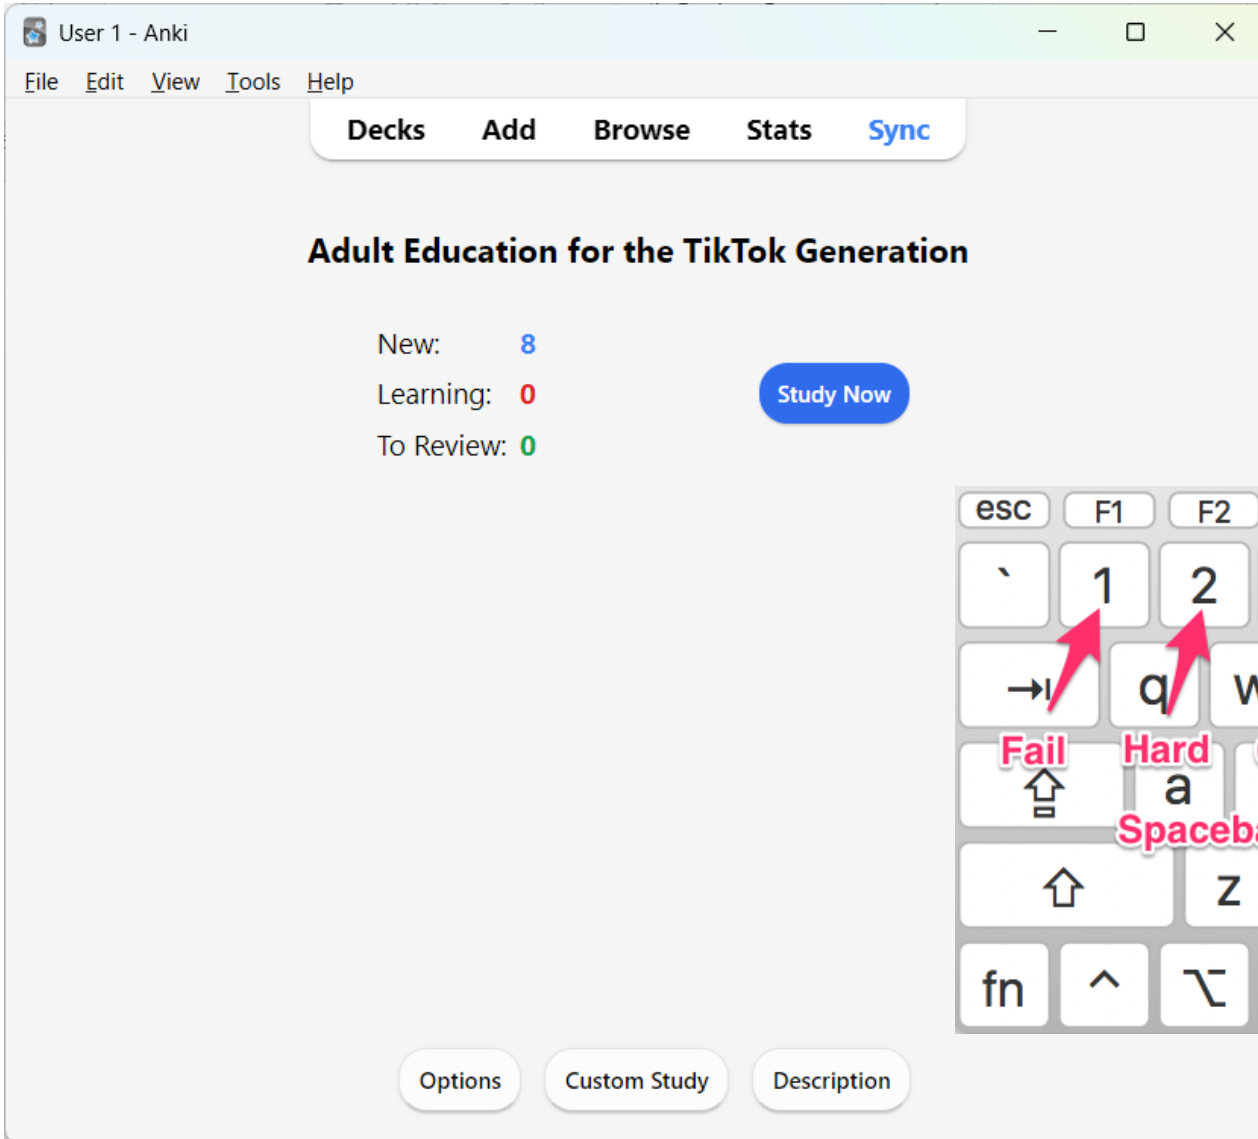 User 1 - Anki
File Edit View Tools Help
Decks Add Browse Stats Sync
Adult Education for the TikTok Generation
New: 8
Learning: 0
Study Now
To Review: 0
esc F1 F2
` 1 2
q
Fail Hard
a
z
fn ^ ⌥
Options Custom Study Description